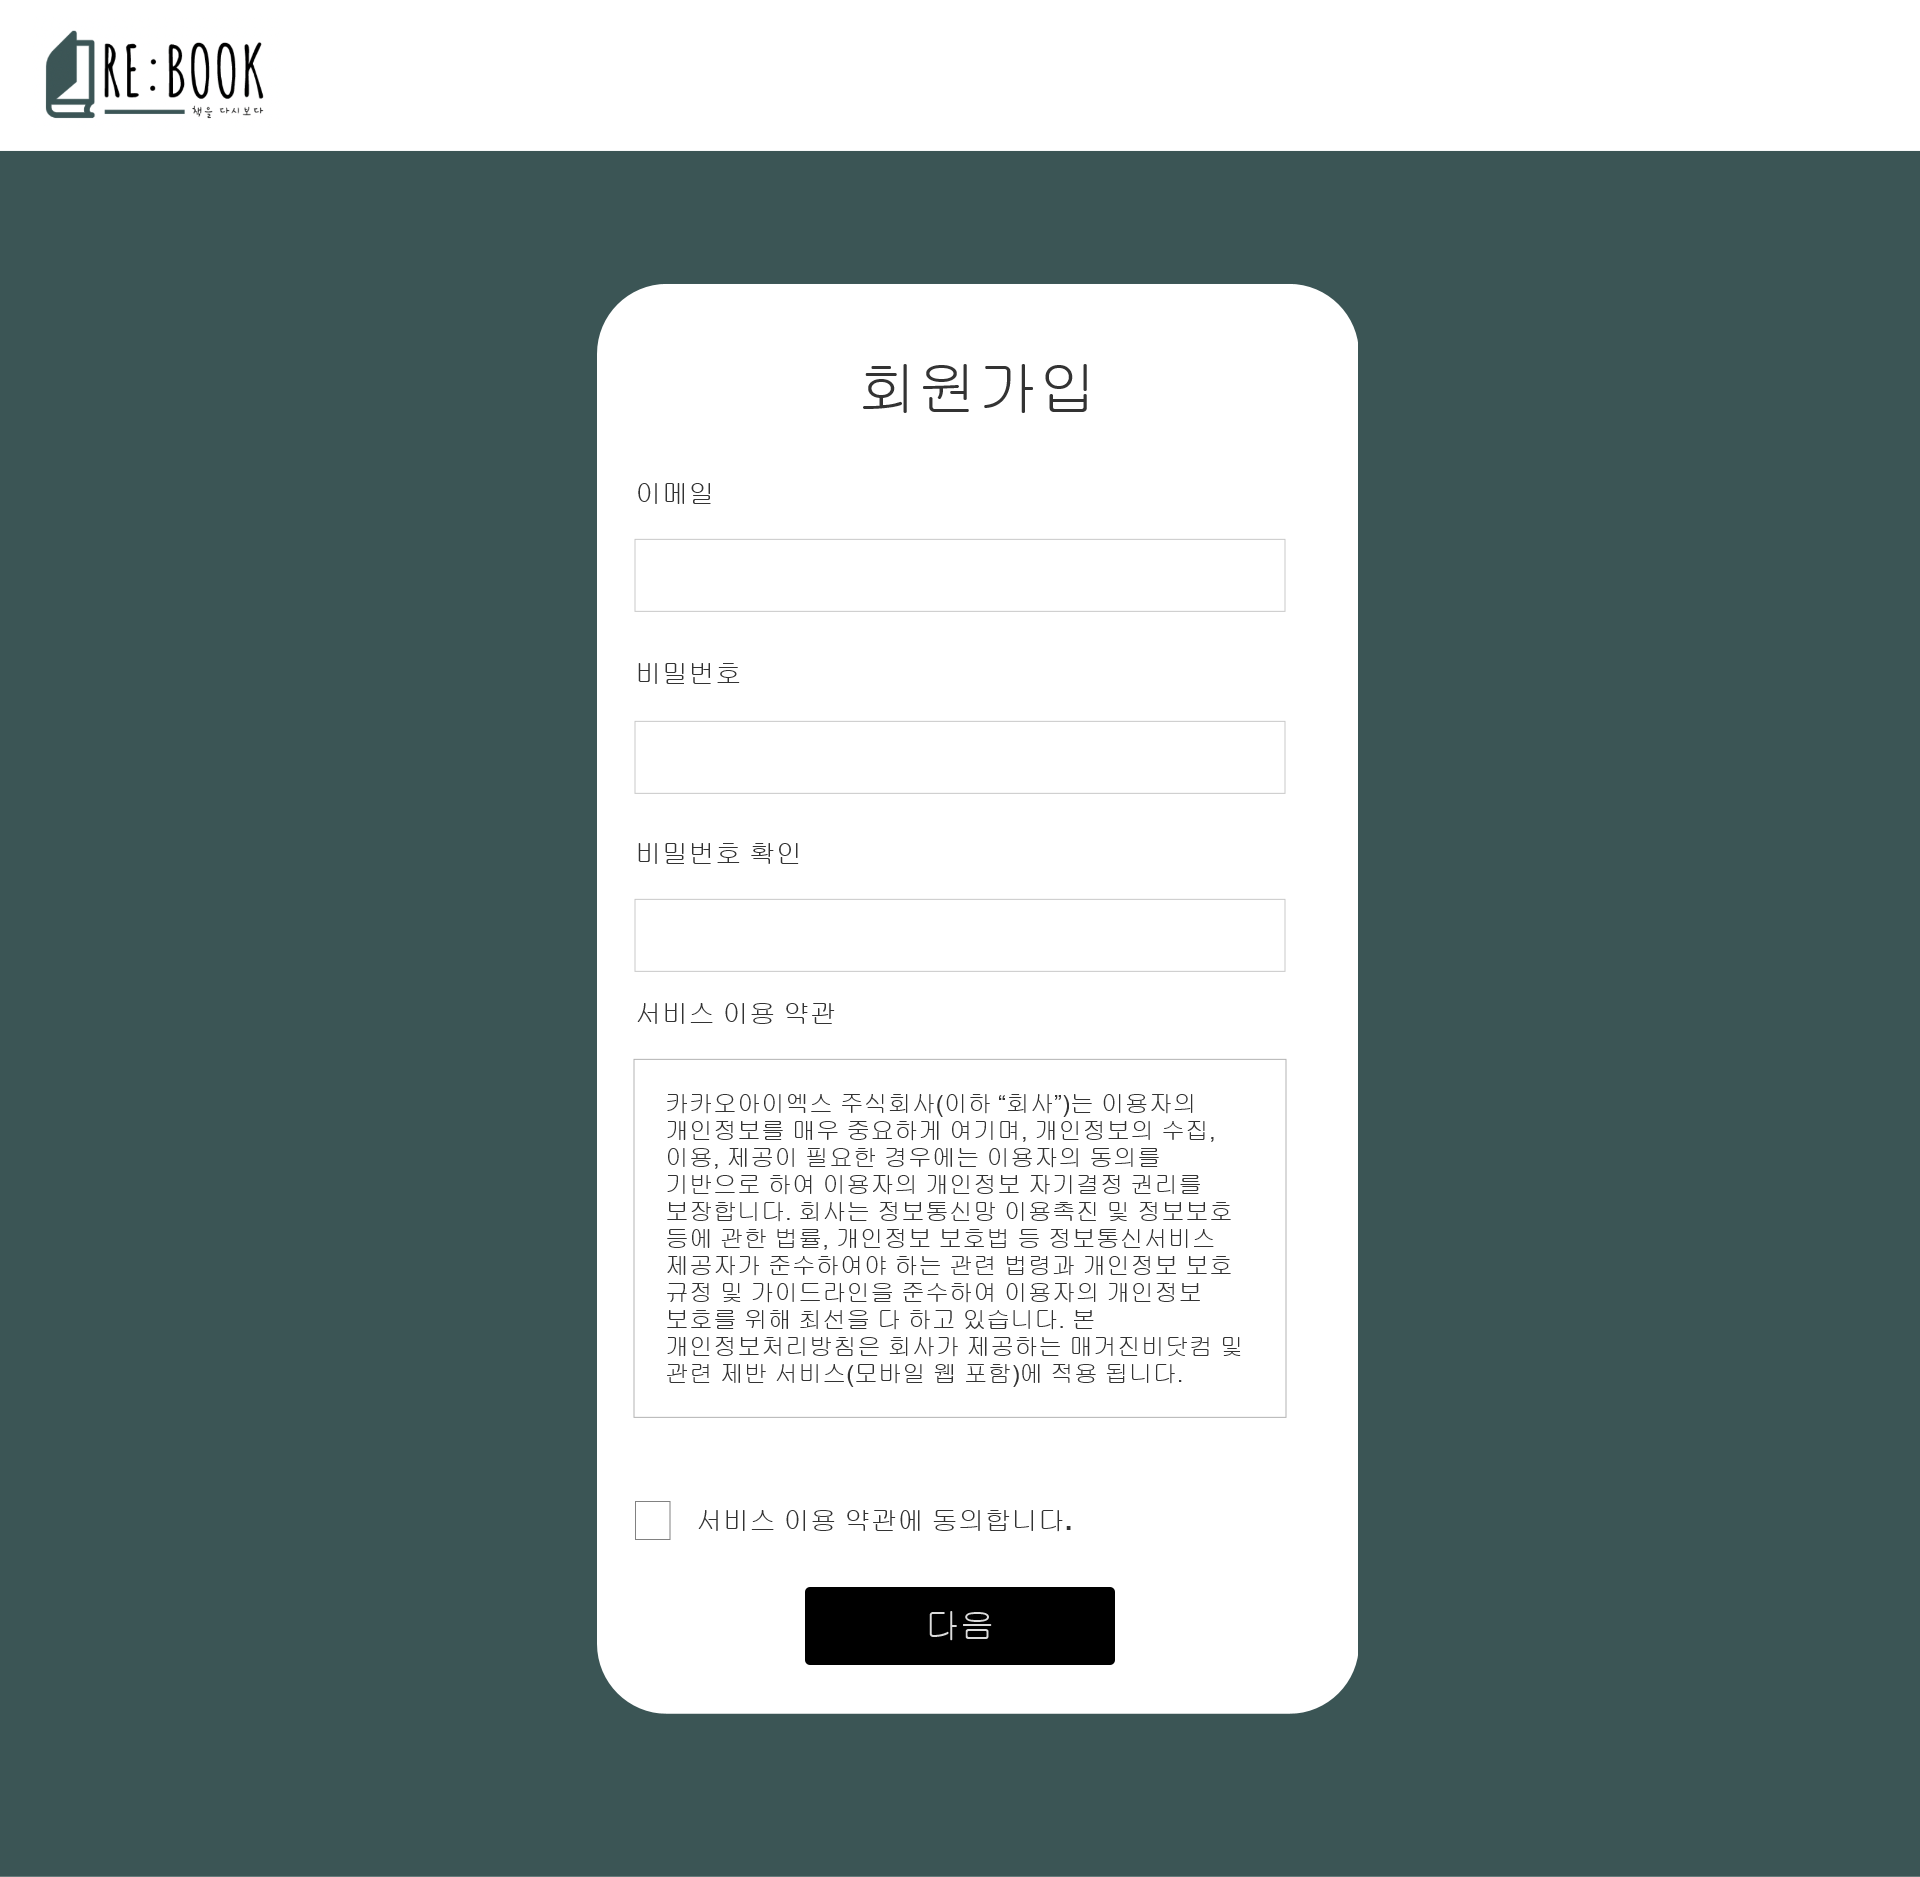 RE:BOOK
책을 다시보다
회원가입
이메일
비밀번호
비밀번호 확인
서비스 이용 약관
카카오아이엑스 주식회사(이하 “회사”)는 이용자의
개인정보를 매우 중요하게 여기며, 개인정보의 수집,
이용, 제공이 필요한 경우에는 이용자의 동의를
기반으로 하여 이용자의 개인정보 자기결정 권리를
보장합니다. 회사는 정보통신망 이용촉진 및 정보보호
등에 관한 법률, 개인정보 보호법 등 정보통신서비스
제공자가 준수하여야 하는 관련 법령과 개인정보 보호
규정 및 가이드라인을 준수하여 이용자의 개인정보
보호를 위해 최선을 다 하고 있습니다. 본
개인정보처리방침은 회사가 제공하는 매거진비닷컴 및
관련 제반 서비스(모바일 웹 포함)에 적용 됩니다.
서비스 이용 약관에 동의합니다.
다음